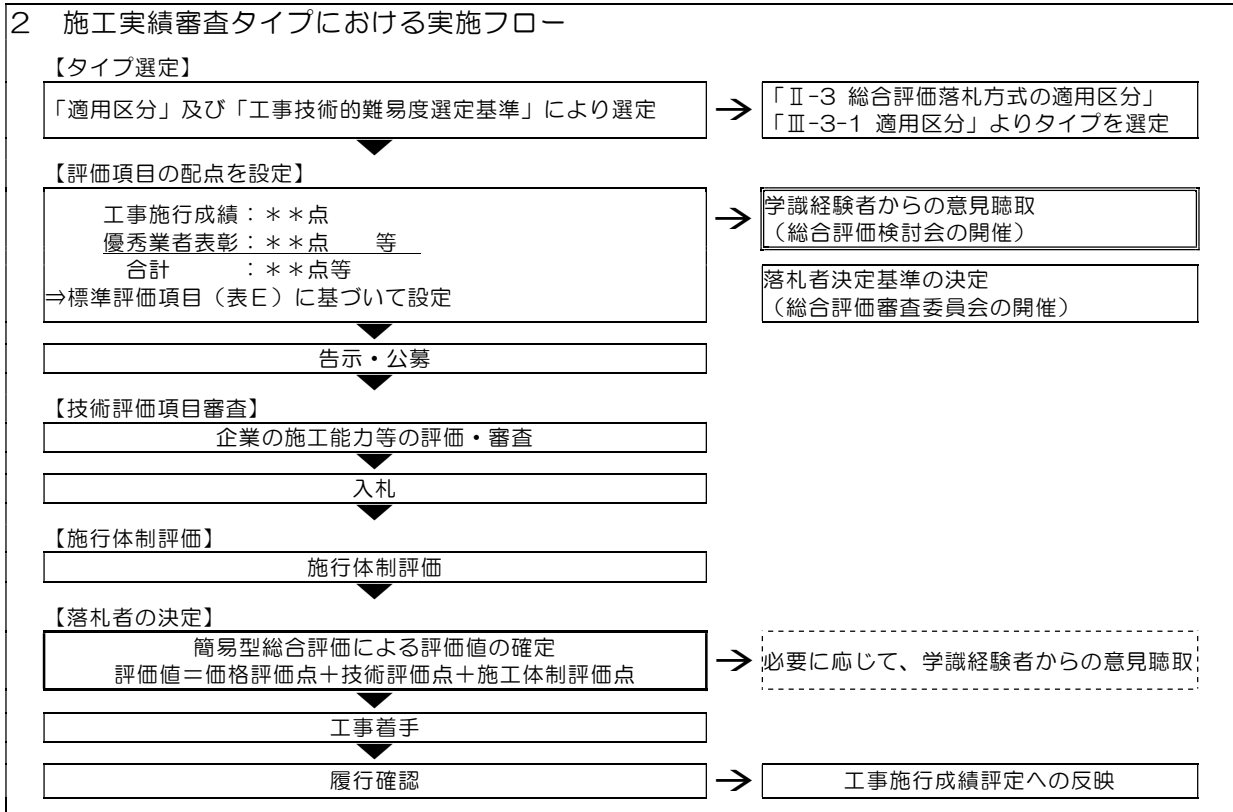 ２　施工実績審査タイプにおける実施フロー
【タイプ選定】
「適用区分」及び「工事技術的難易度選定基準」により選定
→
「Ⅱ-3 総合評価落札方式の適用区分」
「Ⅲ-3-1 適用区分」よりタイプを選定
【評価項目の配点を設定】
工事施行成績：＊＊点
優秀業者表彰：＊＊点　等
合計　　　：＊＊点等
⇒標準評価項目（表Ｅ）に基づいて設定
→
学識経験者からの意見聴取
（総合評価検討会の開催）
落札者決定基準の決定
（総合評価審査委員会の開催）
告示・公募
【技術評価項目審査】
企業の施工能力等の評価・審査
入札
【施行体制評価】
施行体制評価
【落札者の決定】
簡易型総合評価による評価値の確定
評価値＝価格評価点＋技術評価点＋施工体制評価点
→
必要に応じて、学識経験者からの意見聴取
工事着手
履行確認
→
工事施行成績評定への反映